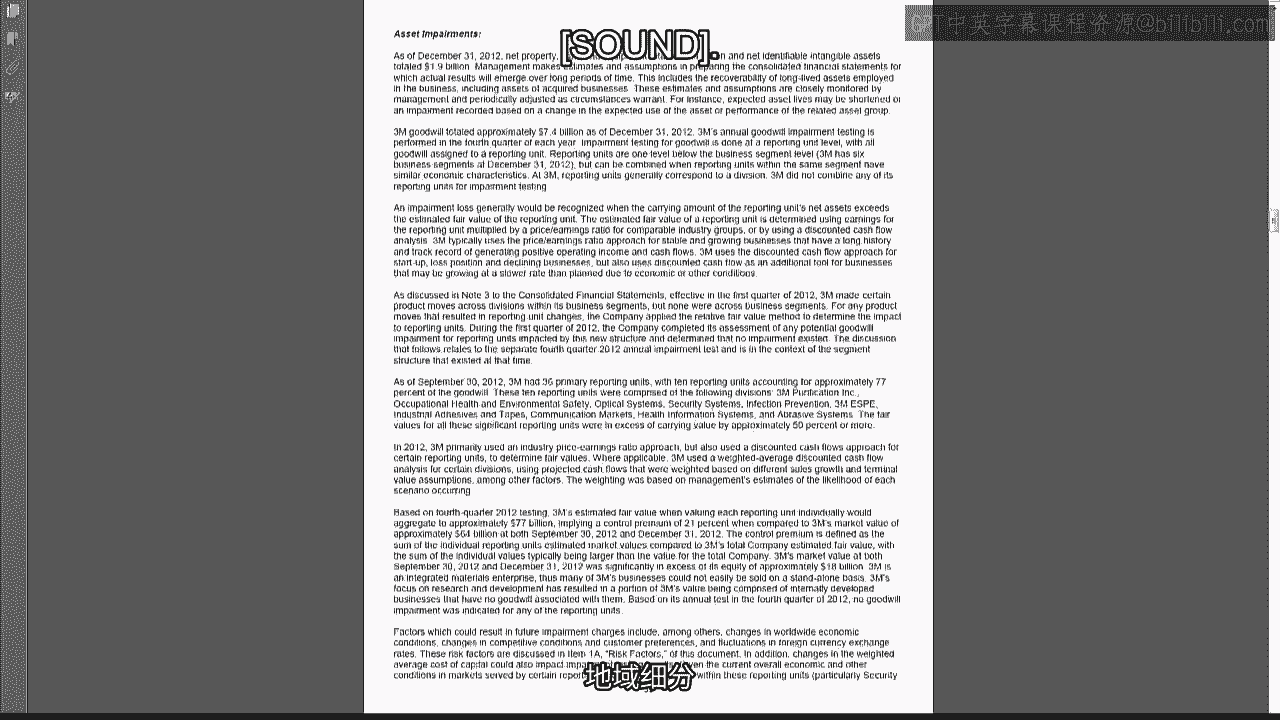 Asset Impairments:
[SOUND].
GPT中英字幕课程资源@bilibili.com
As of December 31, 2012, net property, and net identifiable intangible assets
totaled $1.9 billion. Management makes estimates and assumptions in preparing the consolidated financial statements for
which actual results will emerge over long periods of time. This includes the recoverability of long-lived assets employed
in the business, including assets of acquired businesses. These estimates and assumptions are closely monitored by
management and periodically adjusted as circumstances warrant. For instance, expected asset lives may be shortened or
an impairment recorded based on a change in the expected use of the asset or performance of the related asset group.
3M goodwill totaled approximately $7.4 billion as of December 31, 2012. 3M's annual goodwill impairment testing is
performed in the fourth quarter of each year. Impairment testing for goodwill is done at a reporting unit level, with all
goodwill assigned to a reporting unit. Reporting units are one level below the business segment level (3M has six
business segments at December 31, 2012), but can be combined when reporting units within the same segment have
similar economic characteristics. At 3M, reporting units generally correspond to a division. 3M did not combine any of its
reporting units for impairment testing.
An impairment loss generally would be recognized when the carrying amount of the reporting unit's net assets exceeds
the estimated fair value of the reporting unit. The estimated fair value of a reporting unit is determined using earnings for
the reporting unit multiplied by a price/earnings ratio for comparable industry groups, or by using a discounted cash flow
analysis. 3M typically uses the price/earnings ratio approach for stable and growing businesses that have a long history
and track record of generating positive operating income and cash flows. 3M uses the discounted cash flow approach for
start-up, loss position and declining businesses, but also uses discounted cash flow as an additional tool for businesses
that may be growing at a slower rate than planned due to economic or other conditions.
As discussed in Note 3 to the Consolidated Financial Statements, effective in the first quarter of 2012, 3M made certain
product moves across divisions within its business segments, but none were across business segments. For any product
moves that resulted in reporting unit changes, the Company applied the relative fair value method to determine the impact
to reporting units. During the first quarter of 2012, the Company completed its assessment of any potential goodwill
impairment for reporting units impacted by this new structure and determined that no impairment existed. The discussion
that follows relates to the separate fourth quarter 2012 annual impairment test and is in the context of the segment
structure that existed at that time.
As of September 30, 2012, 3M had 36 primary reporting units, with ten reporting units accounting for approximately 77
percent of the goodwill. These ten reporting units were comprised of the following divisions: 3M Purification Inc.,
Occupational Health and Environmental Safety, Optical Systems, Security Systems, Infection Prevention, 3M ESPE,
Industrial Adhesives and Tapes, Communication Markets, Health Information Systems, and Abrasive Systems. The fair
values for all these significant reporting units were in excess of carrying value by approximately 50 percent or more.
In 2012, 3M primarily used an industry price-earnings ratio approach, but also used a discounted cash flows approach for
certain reporting units, to determine fair values. Where applicable, 3M used a weighted-average discounted cash flow
analysis for certain divisions, using projected cash flows that were weighted based on different sales growth and terminal
value assumptions, among other factors. The weighting was based on management's estimates of the likelihood of each
scenario occurring.
Based on fourth-quarter 2012 testing, 3M's estimated fair value when valuing each reporting unit individually would
aggregate to approximately $77 billion, implying a control premium of 21 percent when compared to 3M's market value of
approximately $64 billion at both September 30, 2012 and December 31, 2012. The control premium is defined as the
sum of the individual reporting units estimated market values compared to 3M's total Company estimated fair value, with
the sum of the individual values typically being larger than the value for the total Company. 3M's market value at both
September 30, 2012 and December 31, 2012 was significantly in excess of its equity of approximately $18 billion. 3M is
an integrated materials enterprise, thus many of 3M's businesses could not easily be sold on a stand-alone basis. 3M's
focus on research and development has resulted in a portion of 3M's value being comprised of internally developed
businesses that have no goodwill associated with them. Based on its annual test in the fourth quarter of 2012, no goodwill
impairment was indicated for any of the reporting units.
Factors which could result in future impairment charges include, among others, changes in worldwide economic
conditions, changes in competitive conditions and customer preferences, and fluctuations in foreign currency exchange
rates. These risk factors are discussed in Item 1A, "Risk Factors," of this document. In addition, changes in the weighted
average cost of capital could also impact the current overall economic and other
conditions in markets served by certain within these reporting units (particularly Security
地域细分